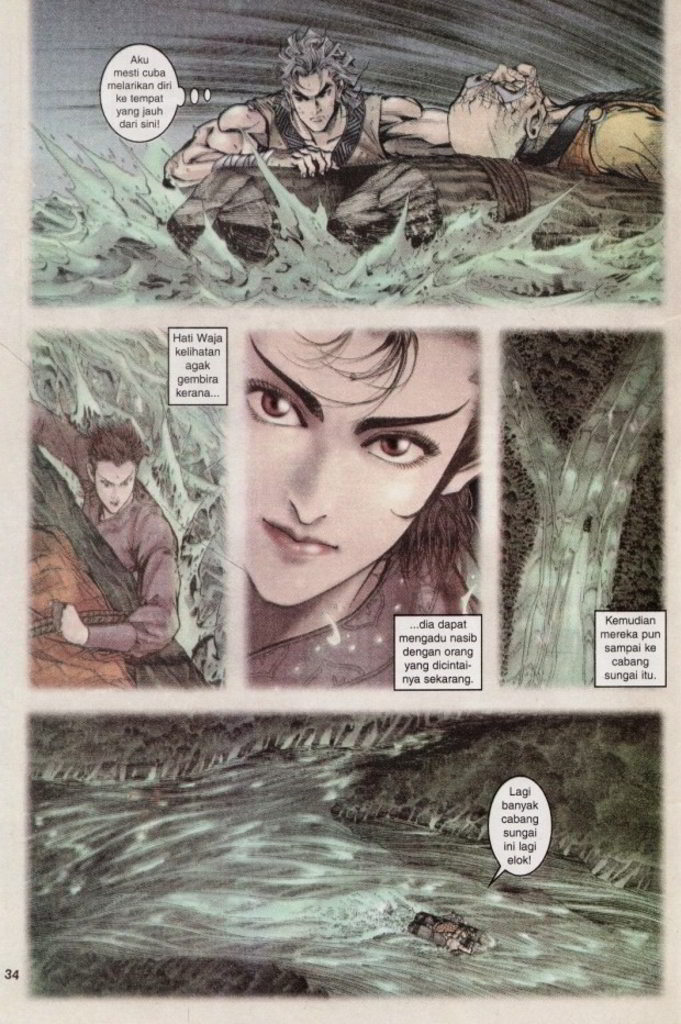 Aku
mesti cuba
melarikan diri
ke tempat
yang jauh
dari sini!
Hati Waja
kelihatan
agak
gembira
kerana...
...dia dapat
mengadu nasib
dengan orang
yang dicintai-
nya sekarang.
Kemudian
mereka pun
sampai ke
cabang
sungai itu.
Lagi
banyak
cabang
sungai
ini lagi
elok!
34